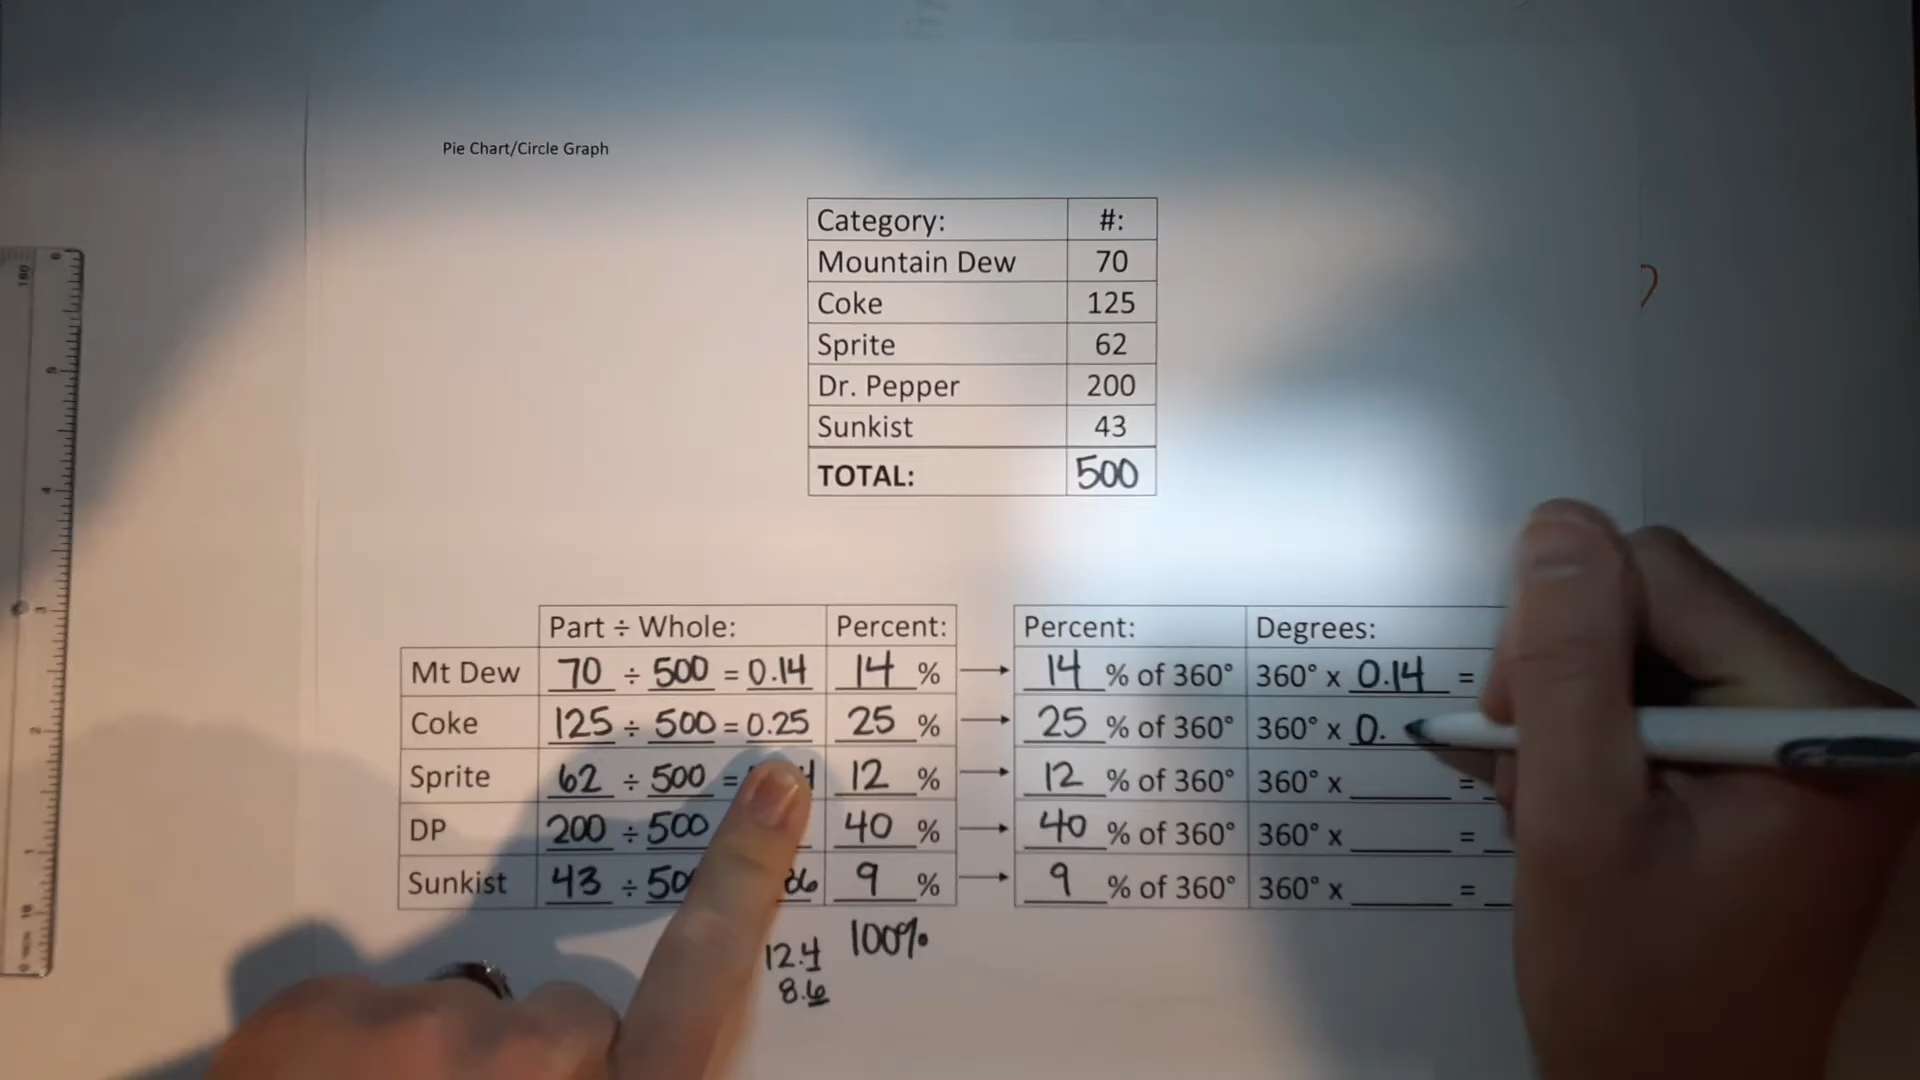 Pie Chart/Circle Graph
Category: #:
Mountain Dew 70
Coke 125
Sprite 62
Dr. Pepper 200
Sunkist 43
TOTAL: 500
Part ÷ Whole: Percent: Percent: Degrees:
Mt Dew 70 ÷ 500 = 0.14 14 % 14 % of 360° 360° x 0.14 =
Coke 125 ÷ 500 = 0.25 25 % 25 % of 360° 360° x 0.
Sprite 62 ÷ 500 = 4 12 % 12 % of 360° 360° x =
DP 200 ÷ 500 40 % 40 % of 360° 360° x =
Sunkist 43 ÷ 50 86 9 % 9 % of 360° 360° x =
100%
12.4
8.6